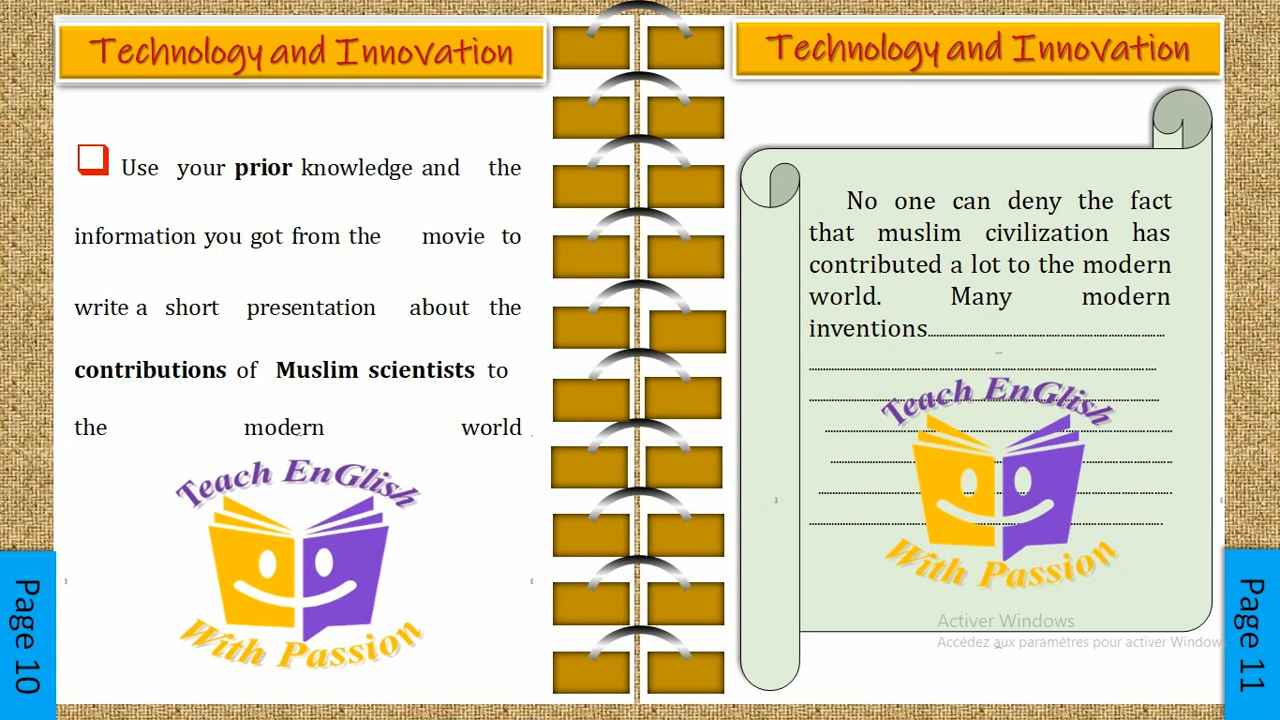 Technology and Innovation
Use your prior knowledge and the
information you got from the movie to
write a short presentation about the
contributions of Muslim scientists to
the modern world
Teach EnGlish
With Passion
Page 10
Technology and Innovation
No one can deny the fact
that muslim civilization has
contributed a lot to the modern
world. Many modern
inventions
Teach EnGlish
With Passion
Activer Windows
Accédez aux paramètres pour activer Windows
Page 11